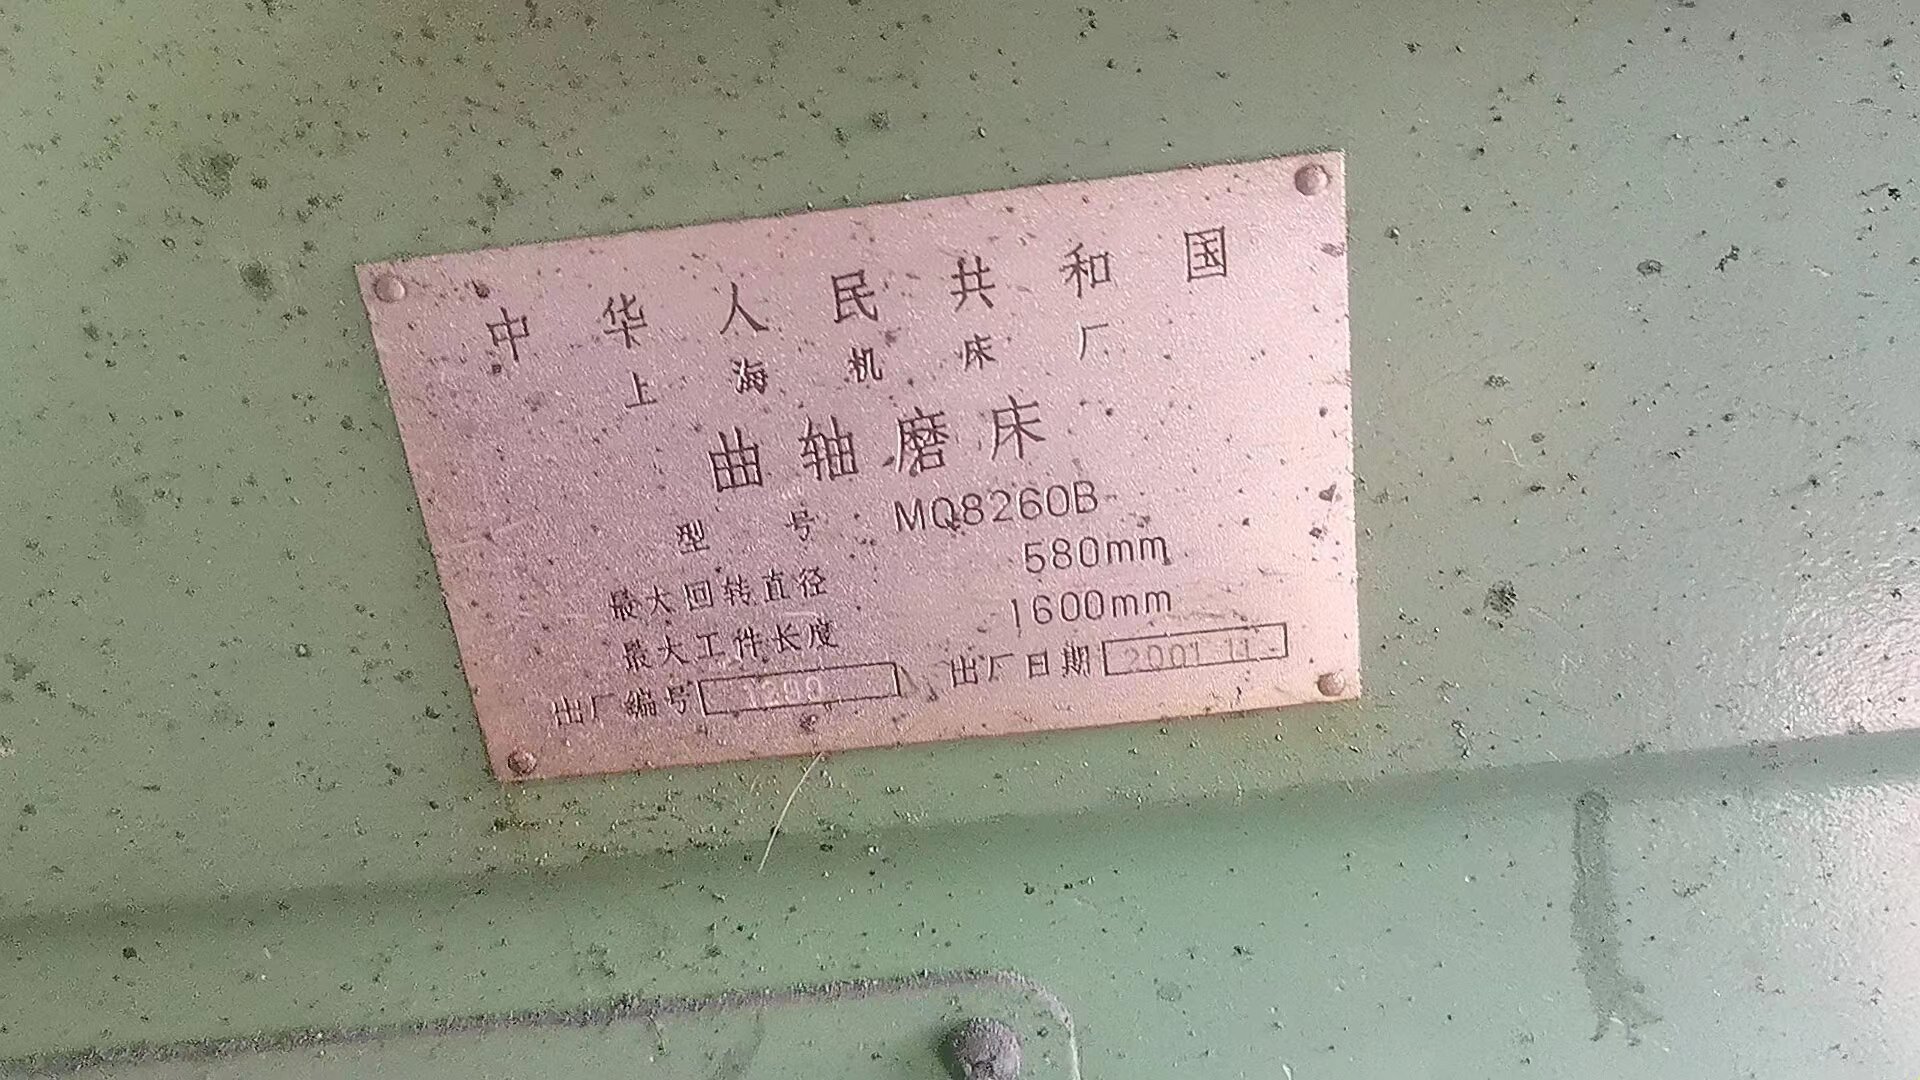 中华人民共和国
上海机床厂
曲轴磨床
型号 MQ8260B
最大回转直径 580mm
最大工件长度 1600mm
出厂编号 出厂日期 2001.11